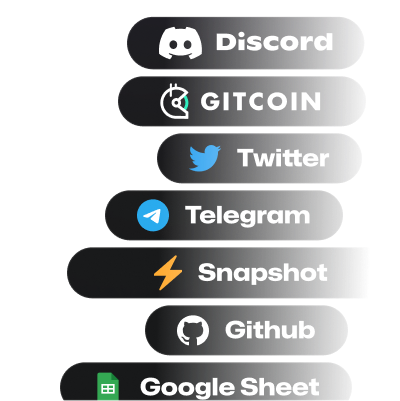 Discord
GITCOIN
Twitter
Telegram
Snapshot
Github
Google Sheet